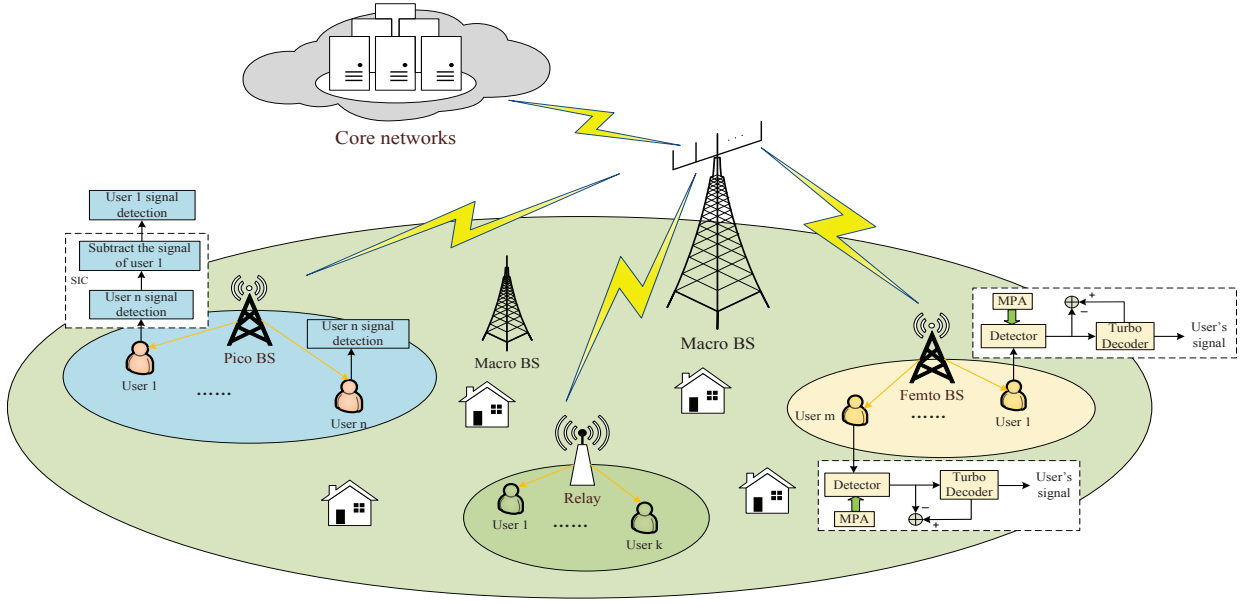 Core networks
. . .
User 1 signal
detection
Subtract the signal
of user 1
SIC
User n signal
detection
User n signal
detection
Pico BS
User 1
......
User n
Macro BS
Macro BS
MPA
Detector
+
−
Turbo
Decoder
User's
signal
Femto BS
User m
......
User 1
Detector
MPA
−
+
Turbo
Decoder
User's
signal
Relay
User 1
......
User k